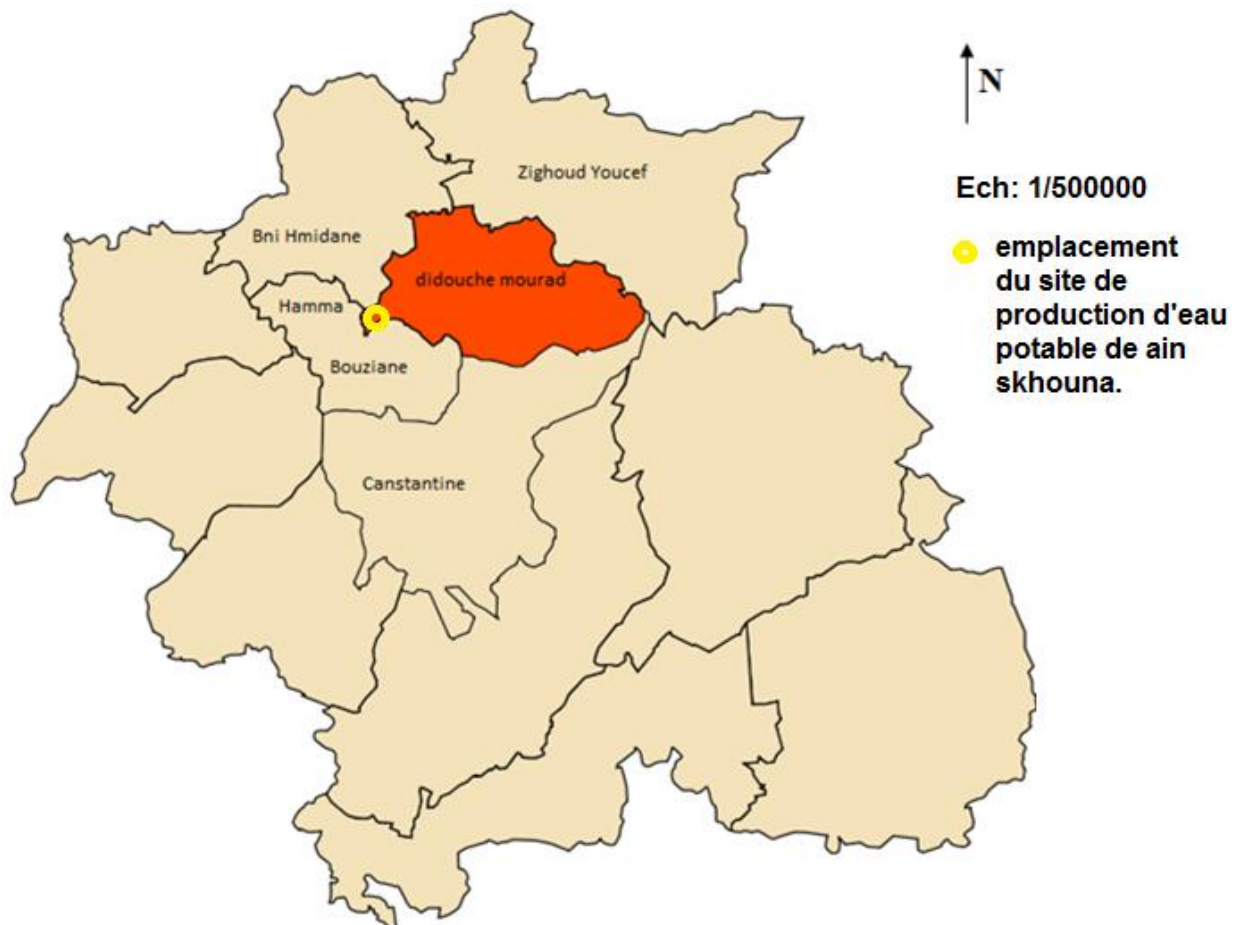 N
Ech: 1/500000
emplacement
du site de
production d'eau
potable de ain
skhouna.
Zighoud Youcef
Bni Hmidane
didouche mourad
Hamma
Bouziane
Canstantine